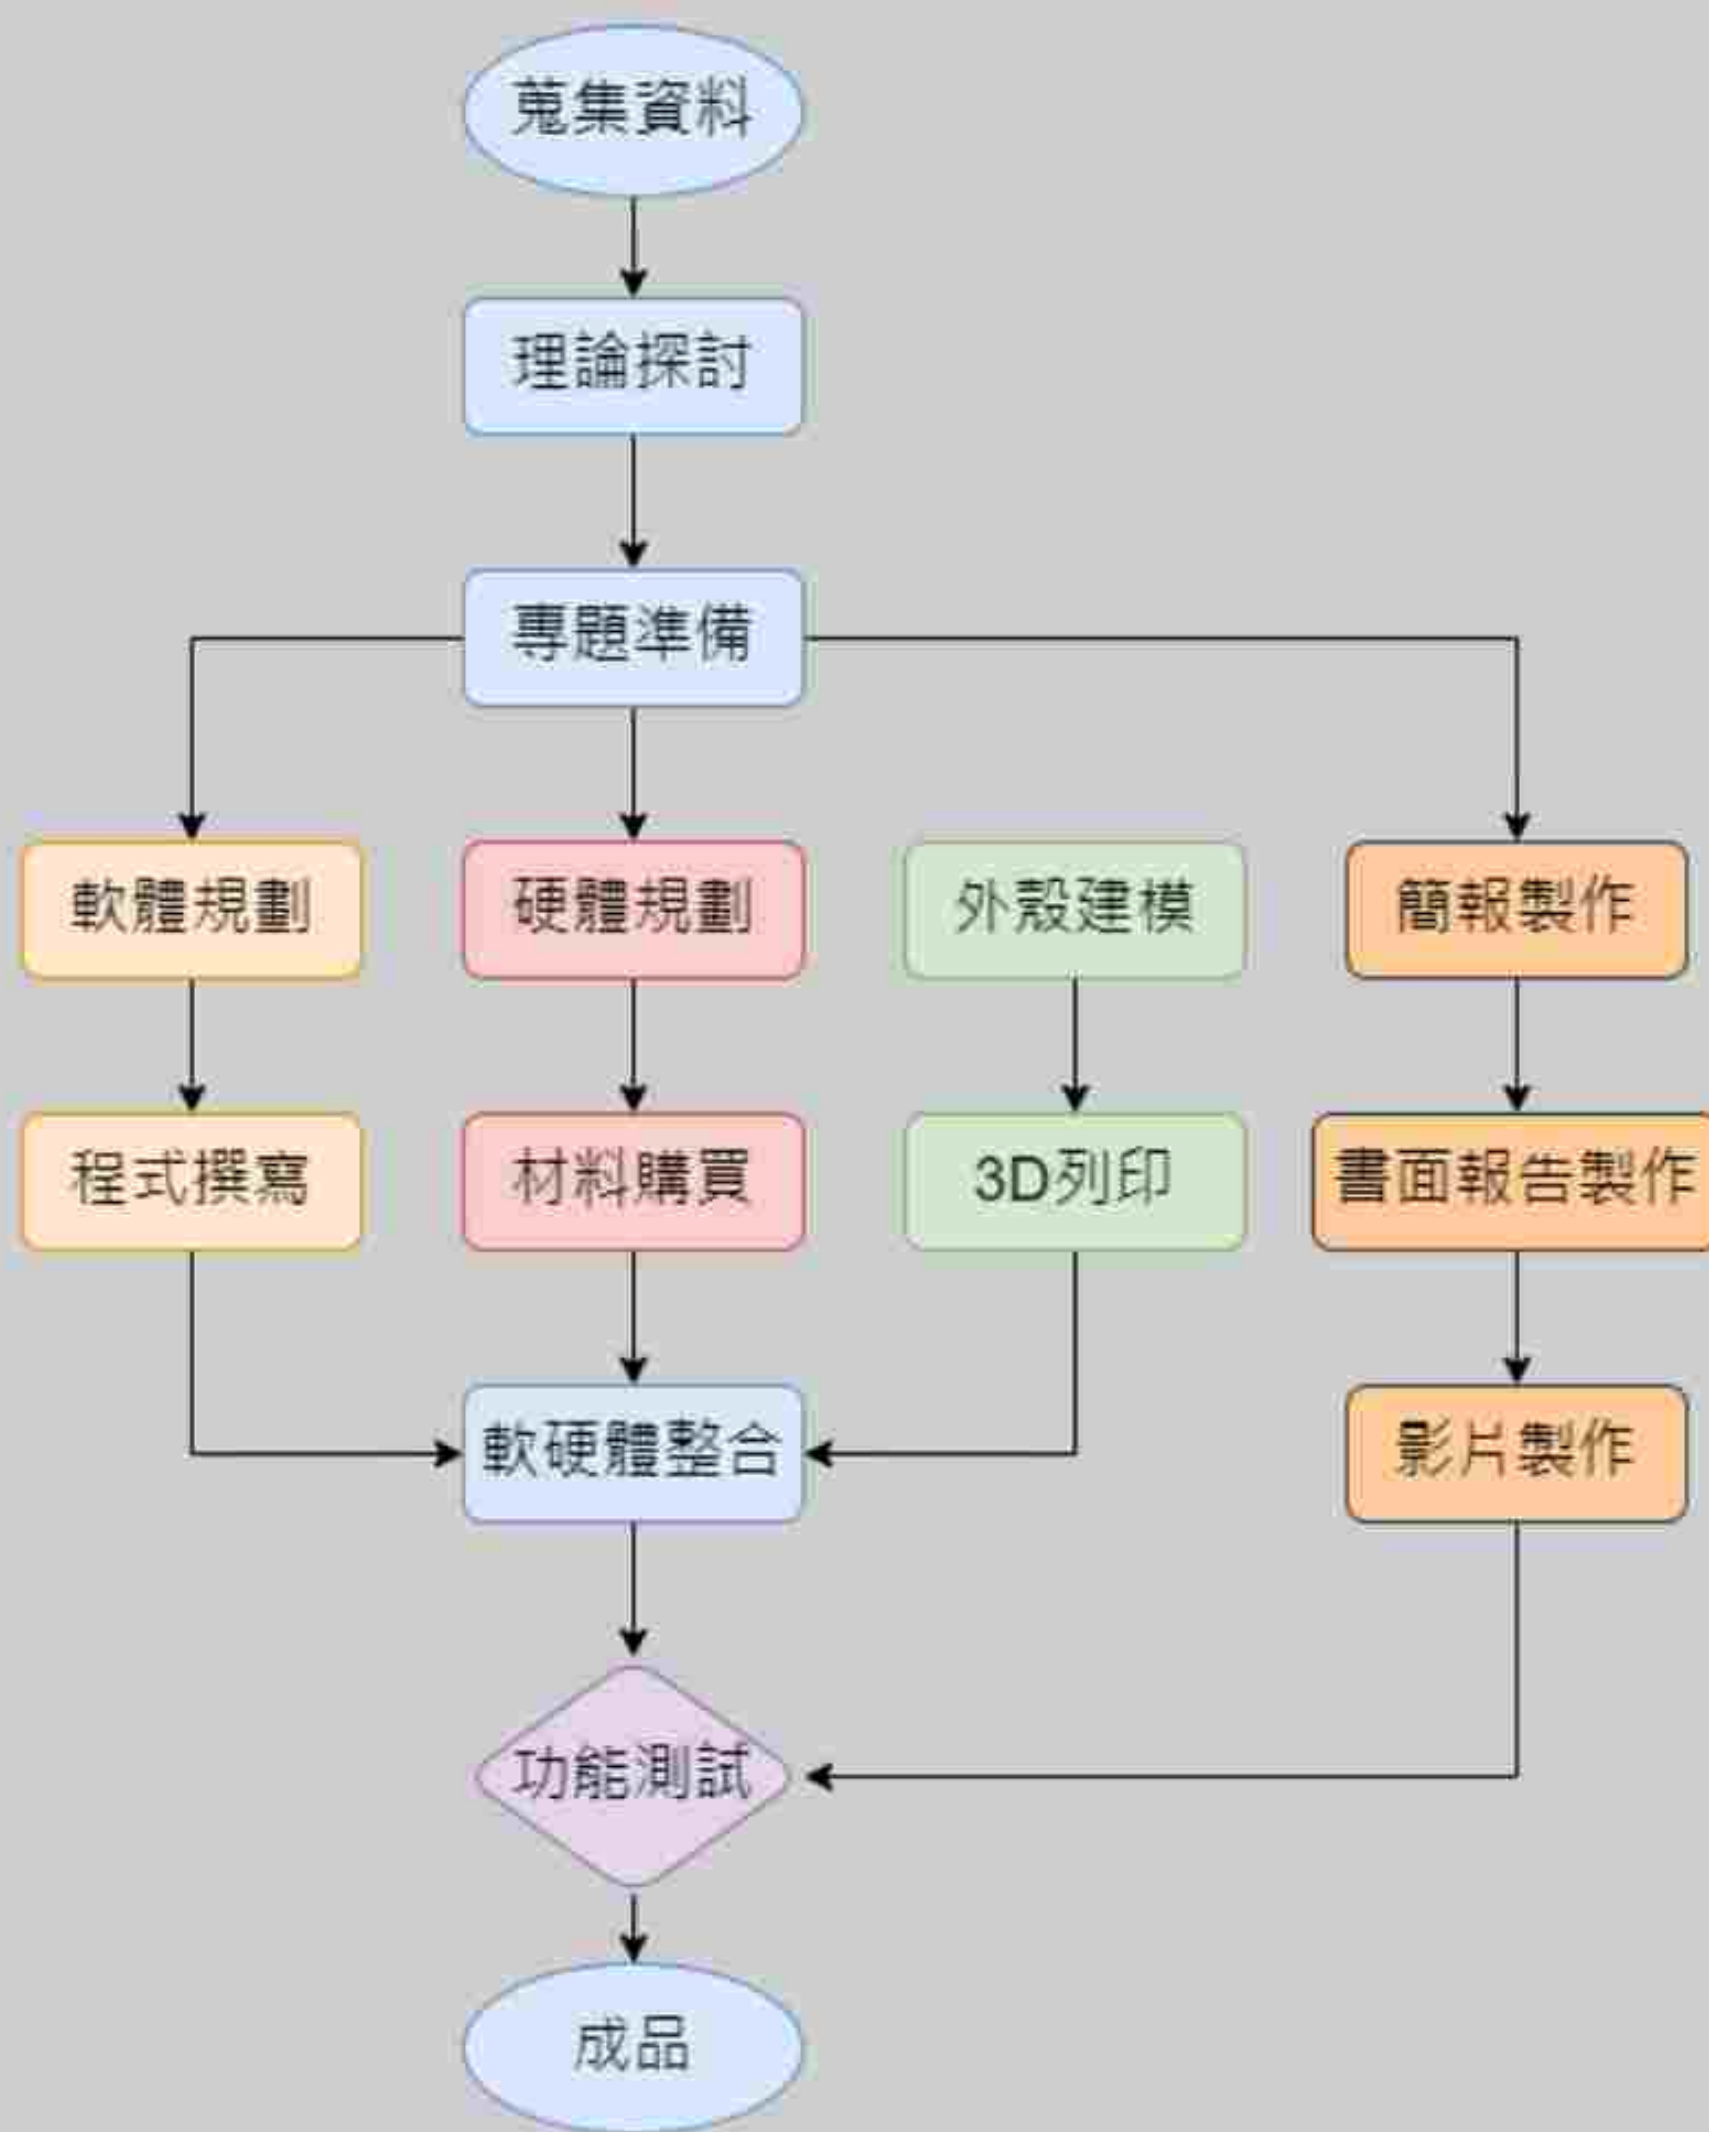 蒐集資料
理論探討
專題準備
軟體規劃
硬體規劃
外殼建模
簡報製作
程式撰寫
材料購買
3D列印
書面報告製作
軟硬體整合
影片製作
功能測試
成品